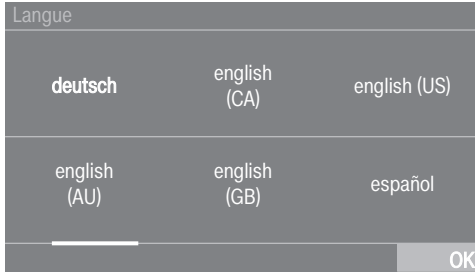 Langue
deutsch
english
(CA)
english (US)
english
(AU)
english
(GB)
español
OK